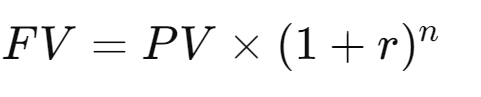 FV = PV × (1 + r)ⁿ